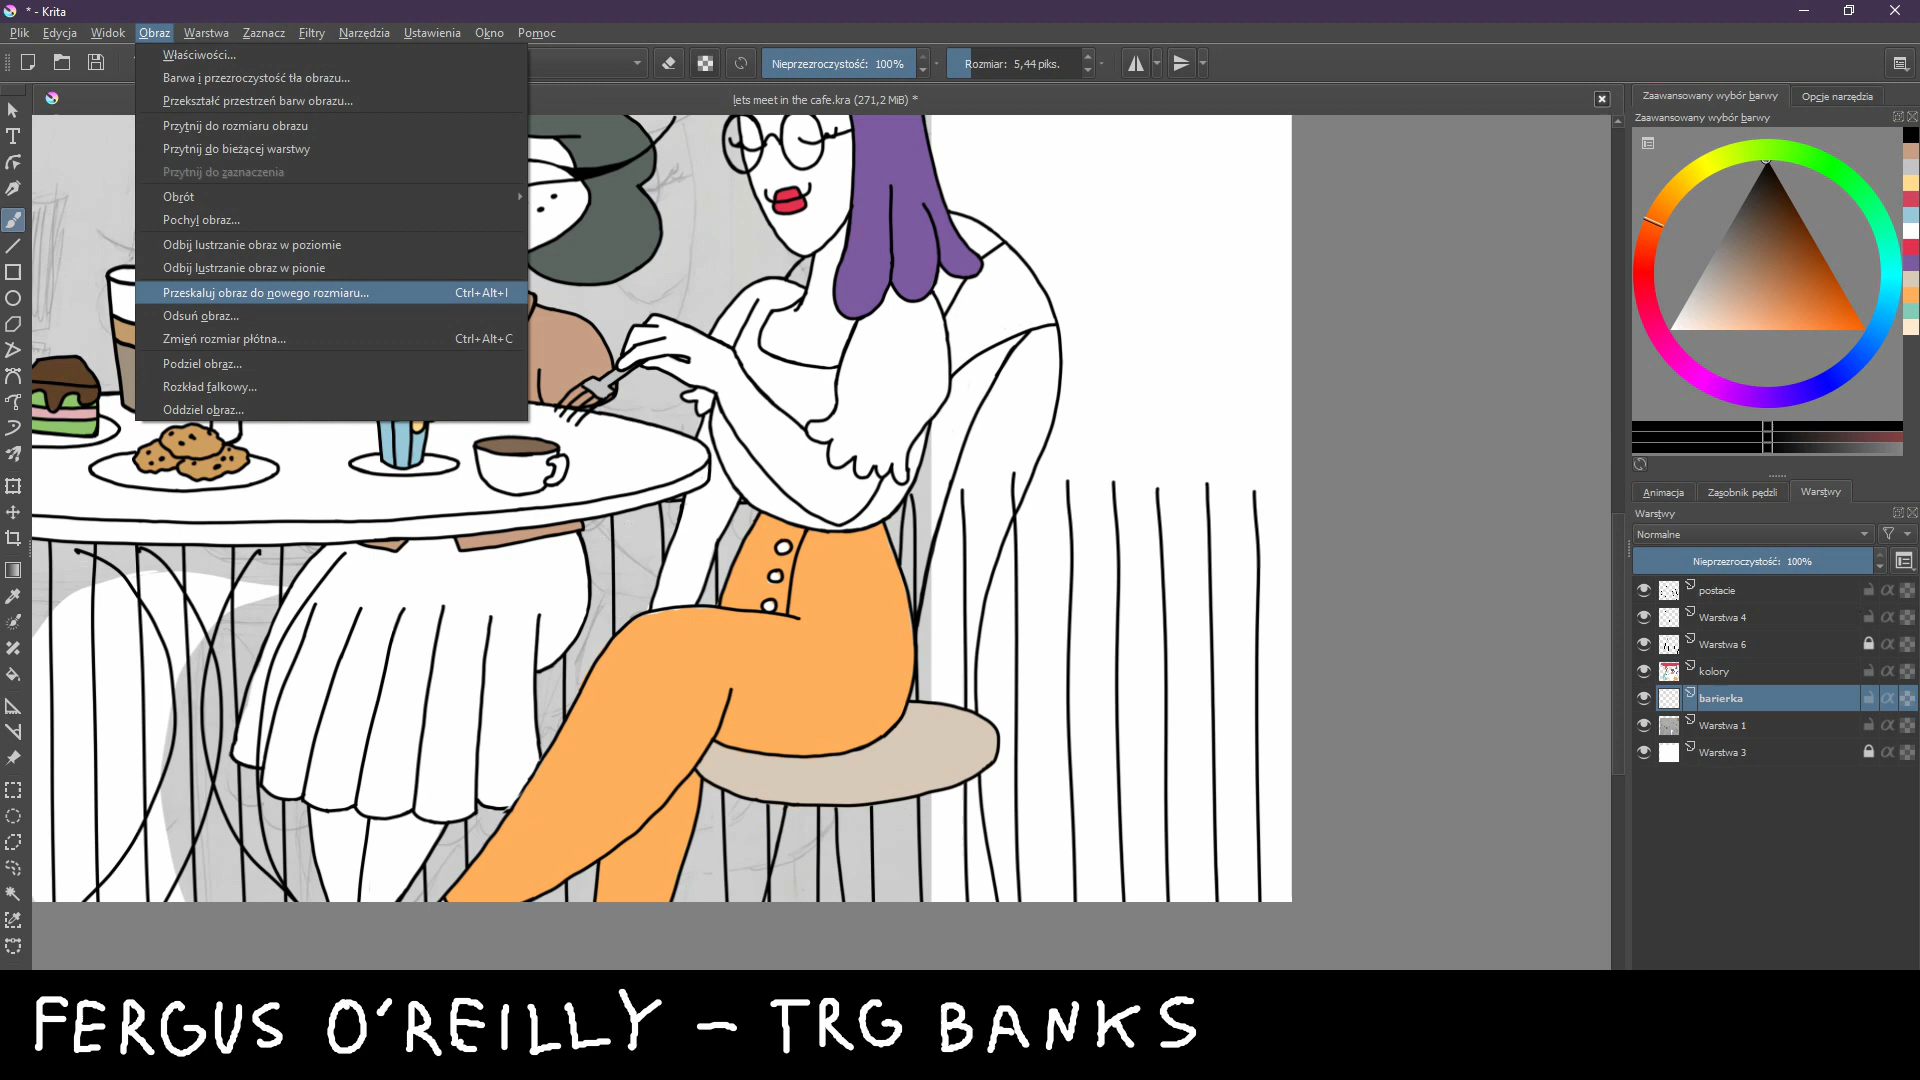 * - Krita
Plik Edycja Widok Obraz Warstwa Zaznacz Filtry Narzędzia Ustawienia Okno Pomoc
Nieprzezroczystość: 100%
Rozmiar: 5,44 piks.
lets meet in the cafe.kra (271,2 MiB) *
Właściwości...
Barwa i przezroczystość tła obrazu...
Przekształć przestrzeń barw obrazu...
Przytnij do rozmiaru obrazu
Przytnij do bieżącej warstwy
Przytnij do zaznaczenia
Obrót
Pochyl obraz...
Odbij lustrzanie obraz w poziomie
Odbij lustrzanie obraz w pionie
Przeskaluj obraz do nowego rozmiaru... Ctrl+Alt+I
Odsuń obraz...
Zmień rozmiar płótna... Ctrl+Alt+C
Podziel obraz...
Rozkład falkowy...
Oddziel obraz...
Zaawansowany wybór barwy Opcje narzędzia
Zaawansowany wybór barwy
Animacja Zasobnik pędzli Warstwy
Warstwy
Normalne
Nieprzezroczystość: 100%
postacie
Warstwa 4
Warstwa 6
kolory
barierka
Warstwa 1
Warstwa 3
FERGUS O'REILLY - TRG BANKS